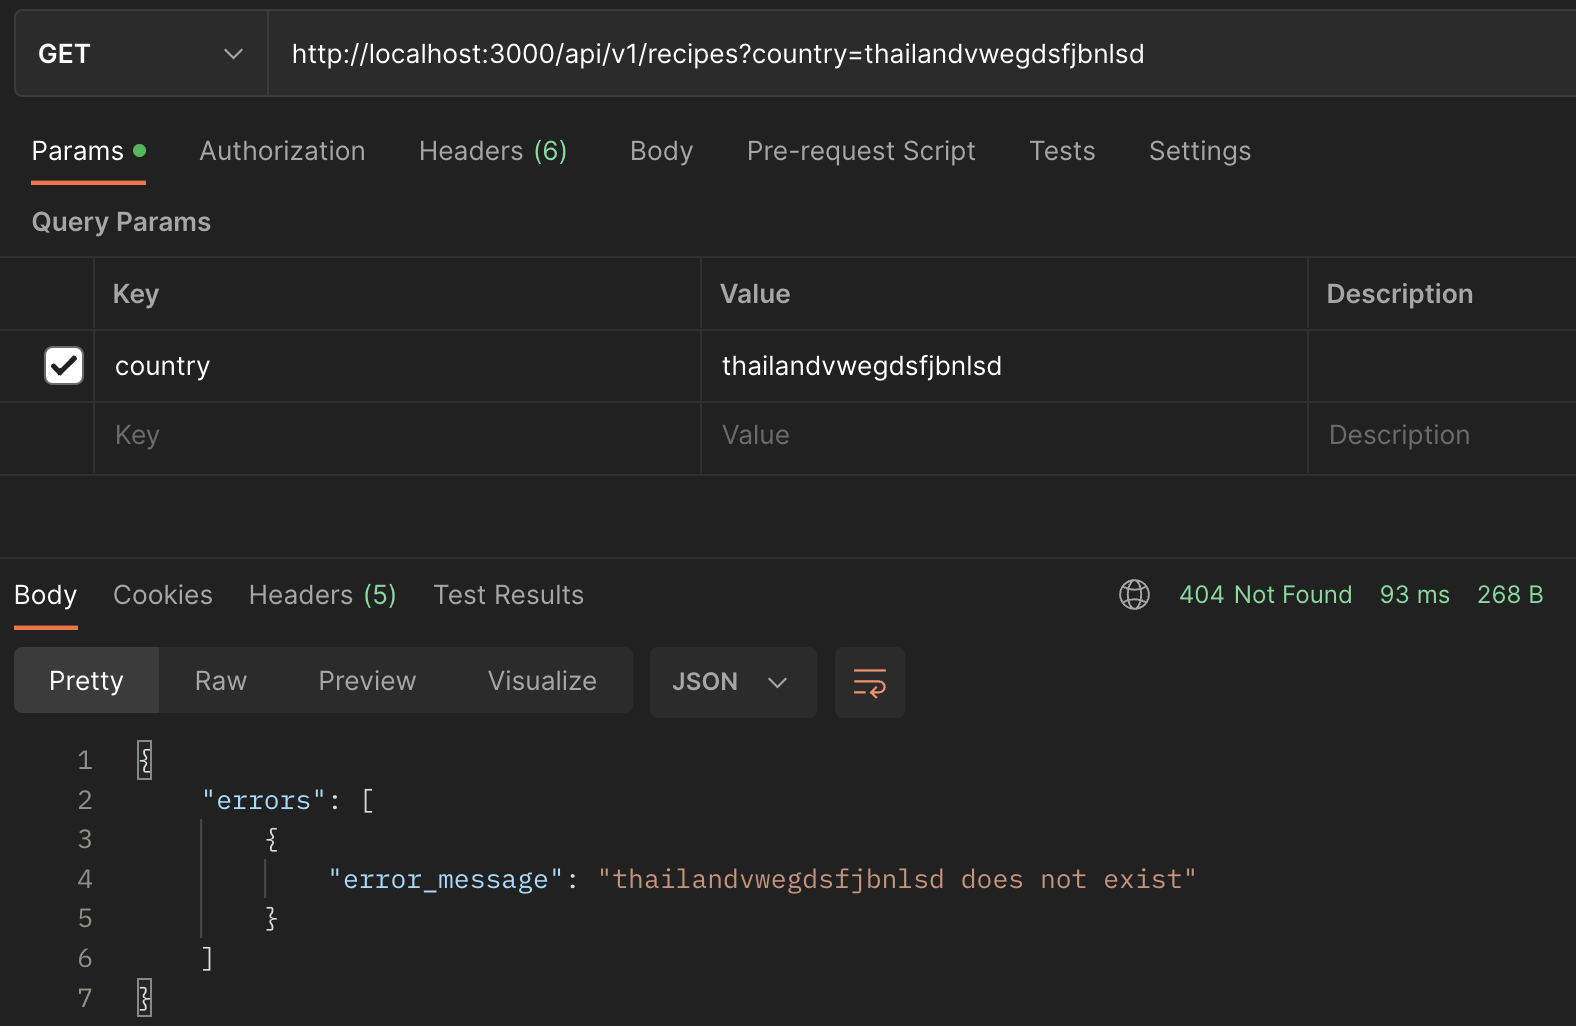 GET http://localhost:3000/api/v1/recipes?country=thailandvwegdsfjbnlsd
Params Authorization Headers (6) Body Pre-request Script Tests Settings
Query Params
Key Value Description
country thailandvwegdsfjbnlsd
Key Value Description
Body Cookies Headers (5) Test Results 404 Not Found 93 ms 268 B
Pretty Raw Preview Visualize JSON
1 {
2 "errors": [
3 {
4 "error_message": "thailandvwegdsfjbnlsd does not exist"
5 }
6 ]
7 }